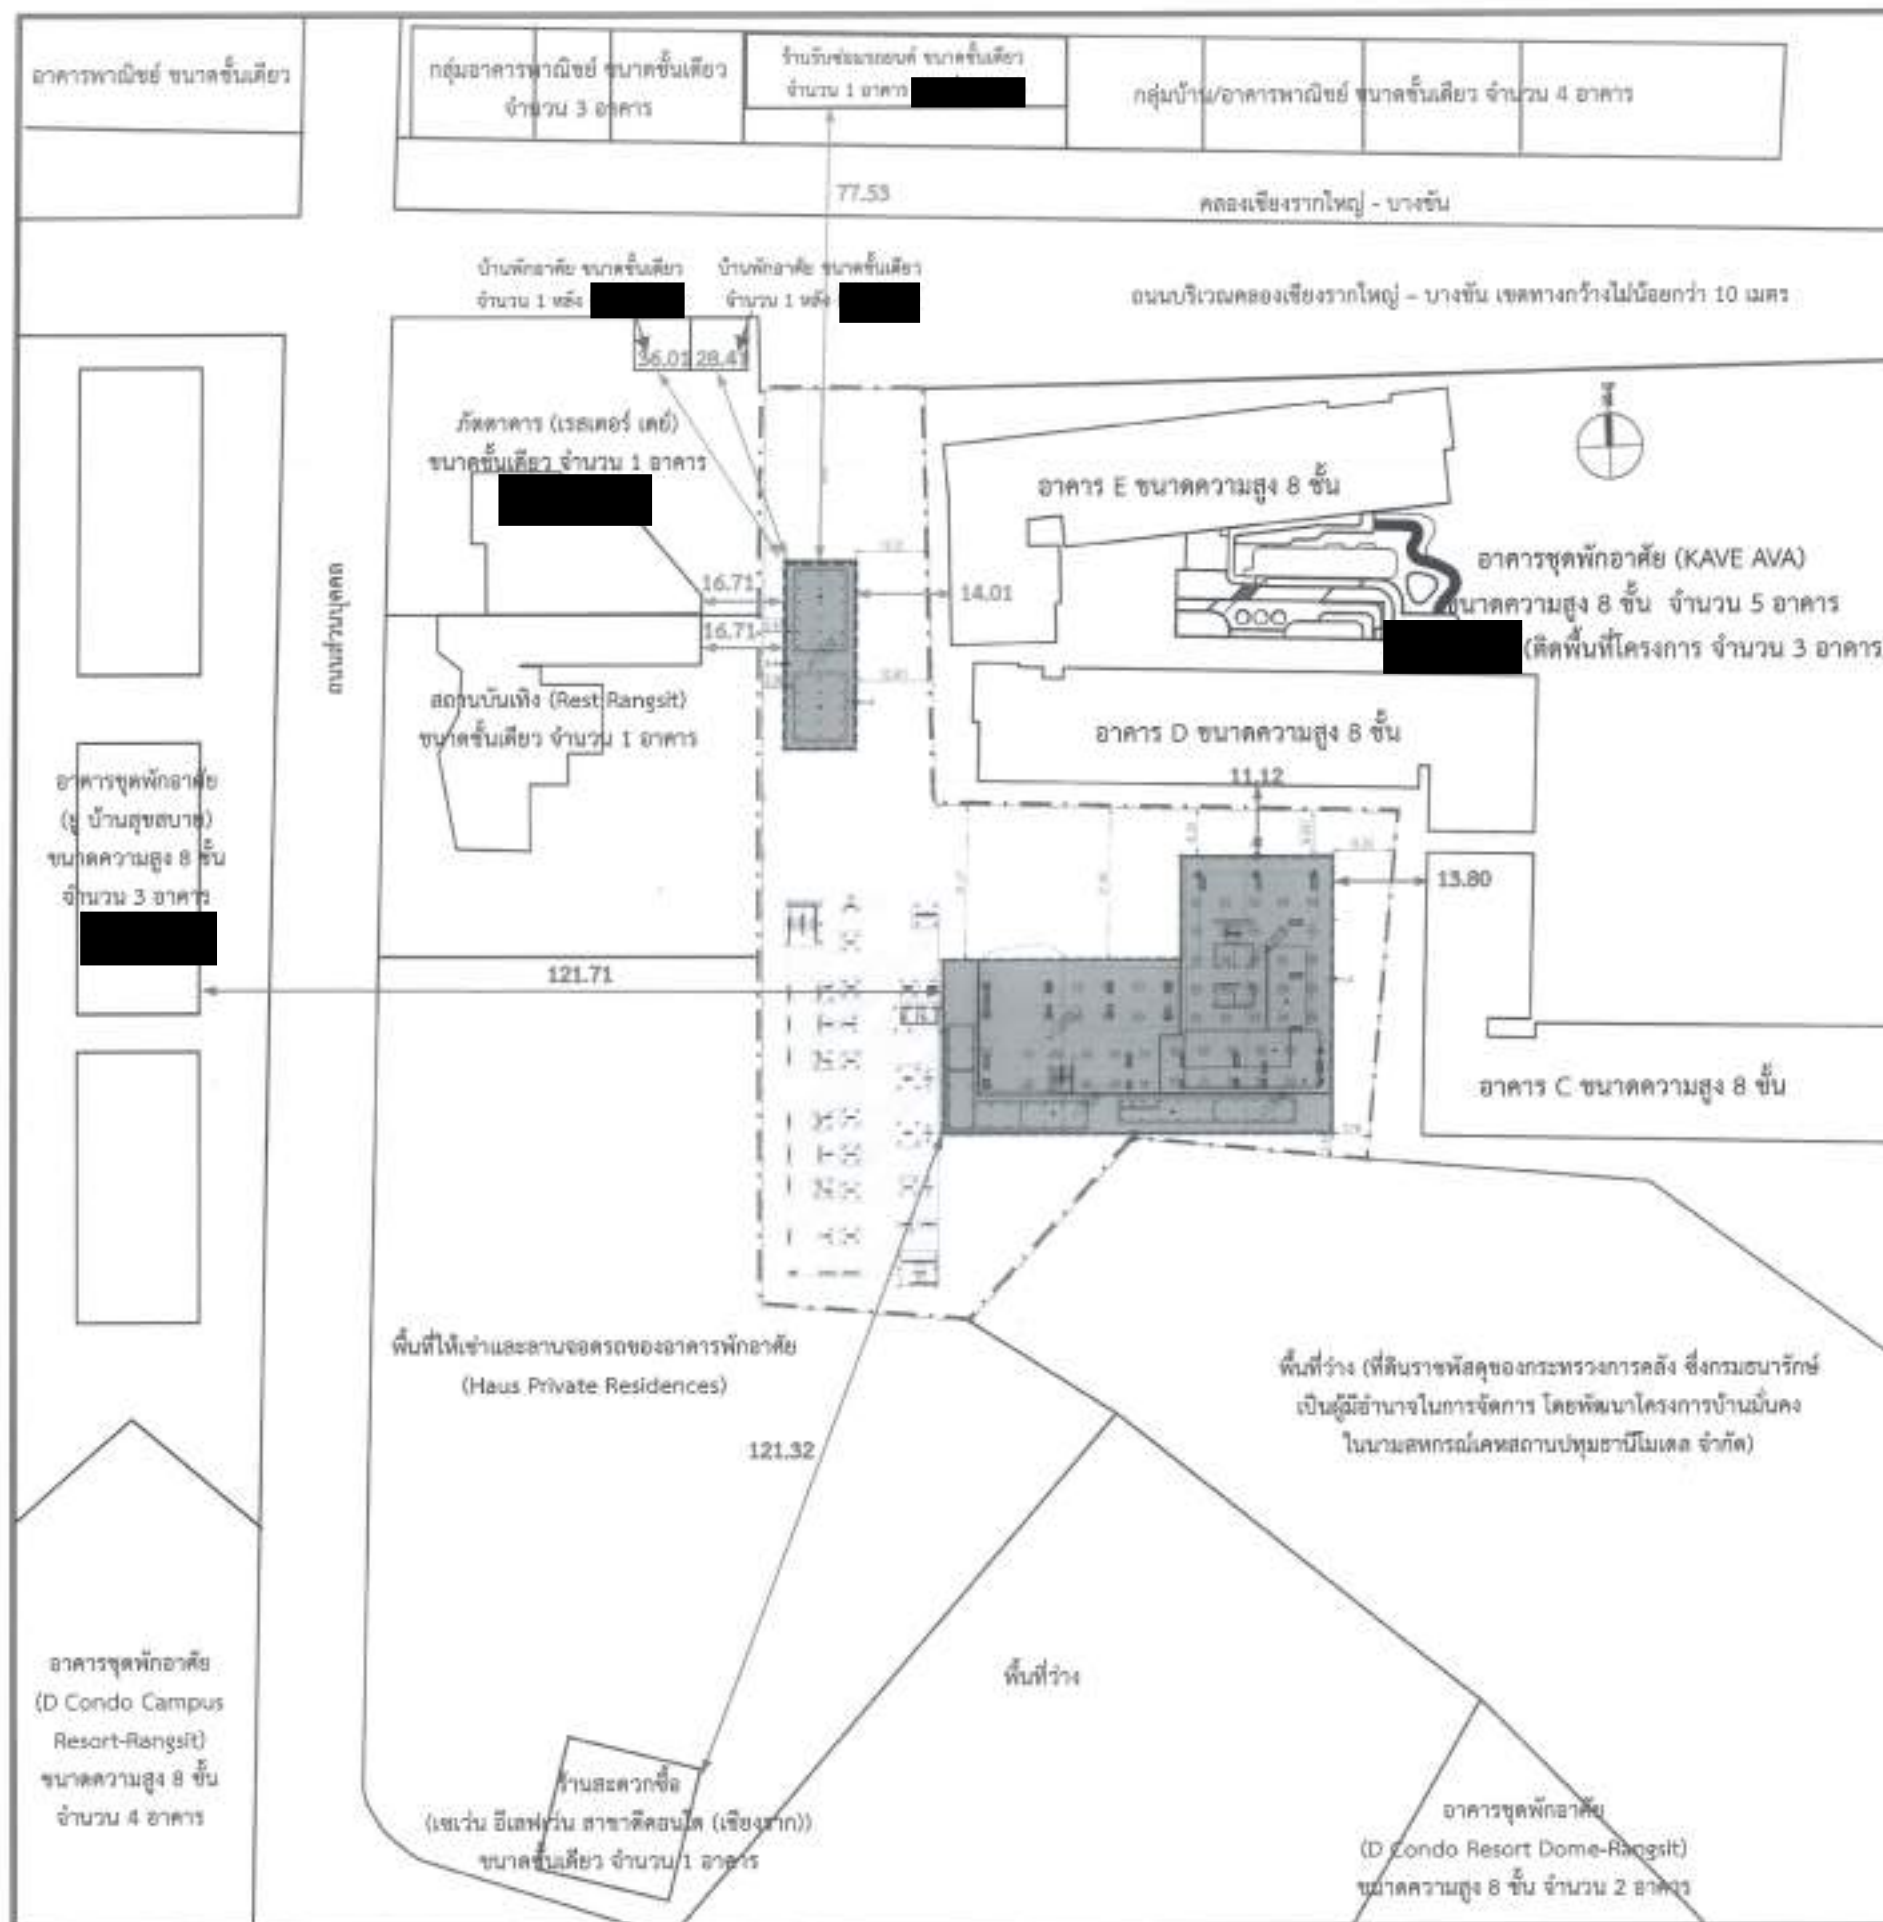 อาคารพาณิชย์ ขนาดชั้นเดียว
กลุ่มอาคารพาณิชย์ ขนาดชั้นเดียว
จำนวน 3 อาคาร
ร้านรับซ่อมรถยนต์ ขนาดชั้นเดียว
จำนวน 1 อาคาร
กลุ่มบ้าน/อาคารพาณิชย์ ขนาดชั้นเดียว จำนวน 4 อาคาร
77.53
คลองเชียงรากใหญ่ - บางขัน
บ้านพักอาศัย ขนาดชั้นเดียว
จำนวน 1 หลัง
บ้านพักอาศัย ขนาดชั้นเดียว
จำนวน 1 หลัง
ถนนบริเวณคลองเชียงรากใหญ่ – บางขัน เขตทางกว้างไม่น้อยกว่า 10 เมตร
36.01
28.41
ภัตตาคาร (เรสเตอร์ เดย์)
ขนาดชั้นเดียว จำนวน 1 อาคาร
อาคาร E ขนาดความสูง 8 ชั้น
อาคารชุดพักอาศัย (KAVE AVA)
ขนาดความสูง 8 ชั้น จำนวน 5 อาคาร
(ติดพื้นที่โครงการ จำนวน 3 อาคาร
ถนนส่วนบุคคล
16.71
14.01
16.71
สถานบันเทิง (Rest Rangsit)
ขนาดชั้นเดียว จำนวน 1 อาคาร
อาคาร D ขนาดความสูง 8 ชั้น
11.12
อาคารชุดพักอาศัย
(ยู บ้านสุขสบาย)
ขนาดความสูง 8 ชั้น
จำนวน 3 อาคาร
13.80
121.71
อาคาร C ขนาดความสูง 8 ชั้น
พื้นที่ให้เช่าและลานจอดรถของอาคารพักอาศัย
(Haus Private Residences)
พื้นที่ว่าง (ที่ดินราชพัสดุของกระทรวงการคลัง ซึ่งกรมธนารักษ์
เป็นผู้มีอำนาจในการจัดการ โดยพัฒนาโครงการบ้านมั่นคง
ในนามสหกรณ์เคหสถานปทุมธานีโมเดล จำกัด)
121.32
พื้นที่ว่าง
อาคารชุดพักอาศัย
(D Condo Campus
Resort-Rangsit)
ขนาดความสูง 8 ชั้น
จำนวน 4 อาคาร
ร้านสะดวกซื้อ
(เซเว่น อีเลฟเว่น สาขาดีคอนโด (เชียงราก))
ขนาดชั้นเดียว จำนวน 1 อาคาร
อาคารชุดพักอาศัย
(D Condo Resort Dome-Rangsit)
ขนาดความสูง 8 ชั้น จำนวน 2 อาคาร